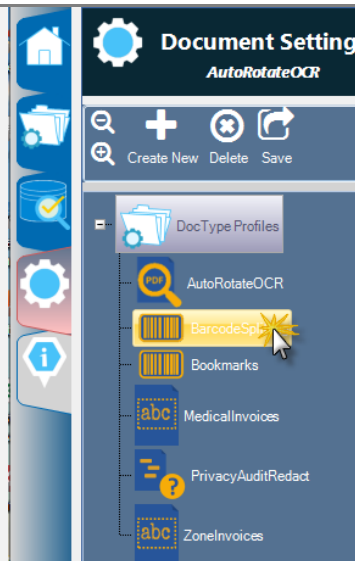 Document Setting
AutoRotateOCR
Create New Delete Save
DocType Profiles
PDF
AutoRotateOCR
Bookmarks
abc
MedicalInvoices
PrivacyAuditRedact
?
abc
ZoneInvoices
i